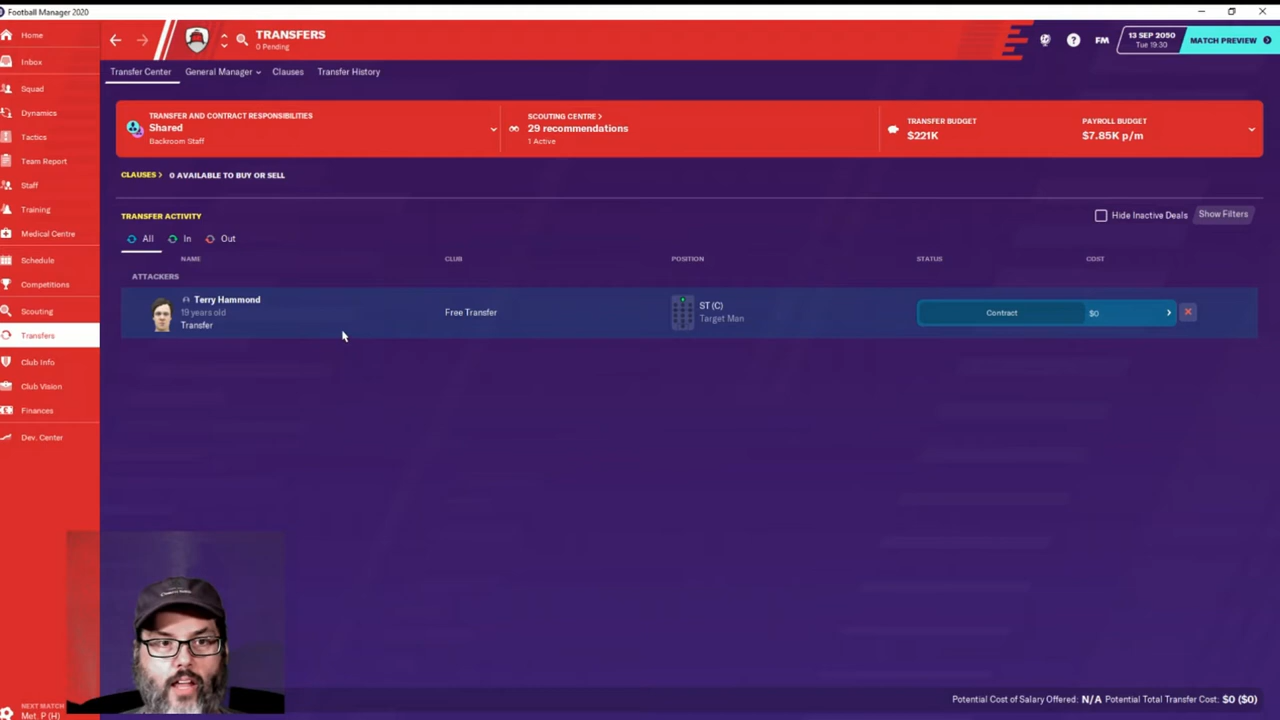 Football Manager 2020
Home
Inbox
Squad
Dynamics
Tactics
Team Report
Staff
Training
Medical Centre
Schedule
Competitions
Scouting
Transfers
Club Info
Club Vision
Finances
Dev. Center
NEXT MATCH
Met. P (H)
TRANSFERS
0 Pending
? FM
13 SEP 2050
Tue 19:30
MATCH PREVIEW
Transfer Center General Manager Clauses Transfer History
TRANSFER AND CONTRACT RESPONSIBILITIES
Shared
Backroom Staff
SCOUTING CENTRE >
29 recommendations
1 Active
TRANSFER BUDGET
$221K
PAYROLL BUDGET
$7.85K p/m
CLAUSES > 0 AVAILABLE TO BUY OR SELL
TRANSFER ACTIVITY
Hide Inactive Deals Show Filters
All In Out
NAME CLUB POSITION STATUS COST
ATTACKERS
Terry Hammond
19 years old
Transfer
Free Transfer
ST (C)
Target Man
Contract $0
Potential Cost of Salary Offered: N/A Potential Total Transfer Cost: $0 ($0)